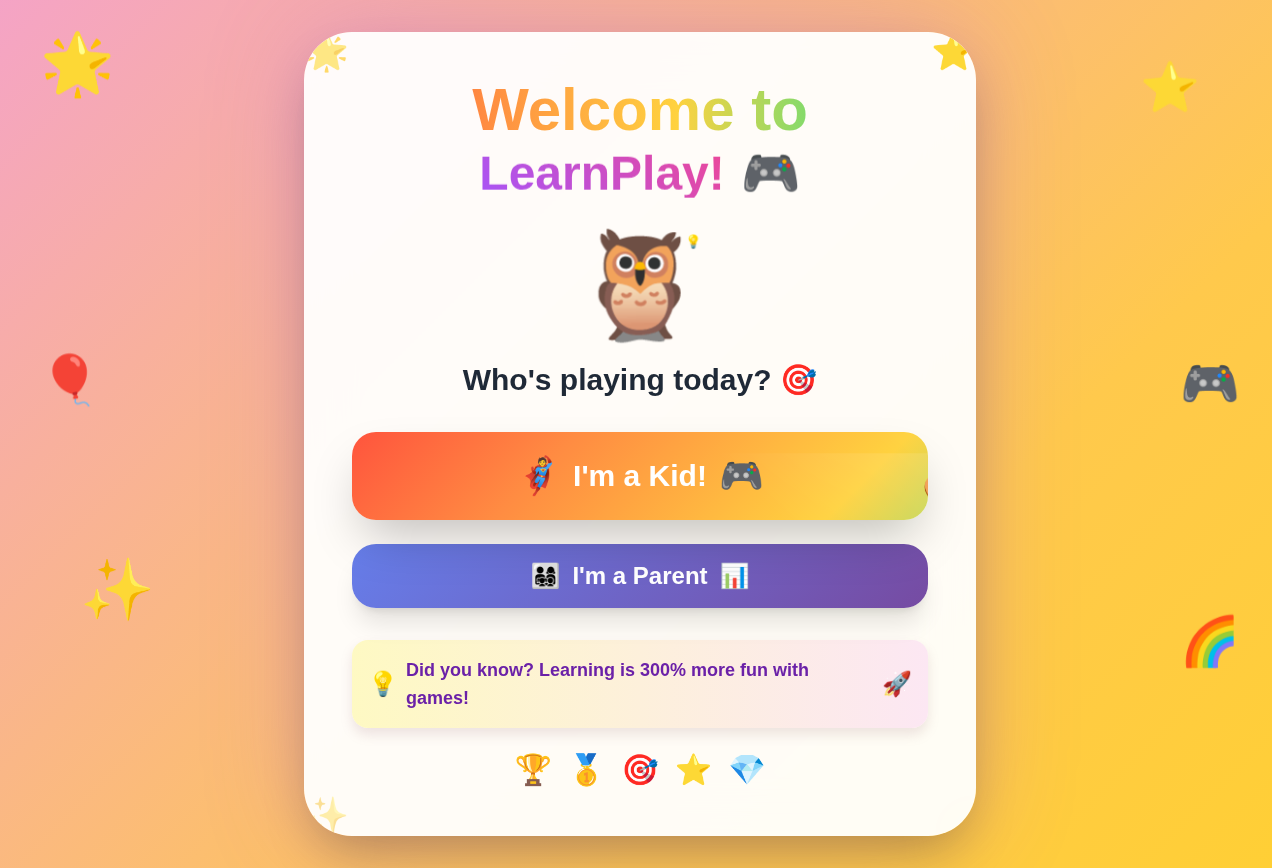 Welcome to
LearnPlay! 🎮
Who's playing today? 🎯
🦸 I'm a Kid! 🎮
👨‍👩‍👧‍👦 I'm a Parent 📊
Did you know? Learning is 300% more fun with
games!